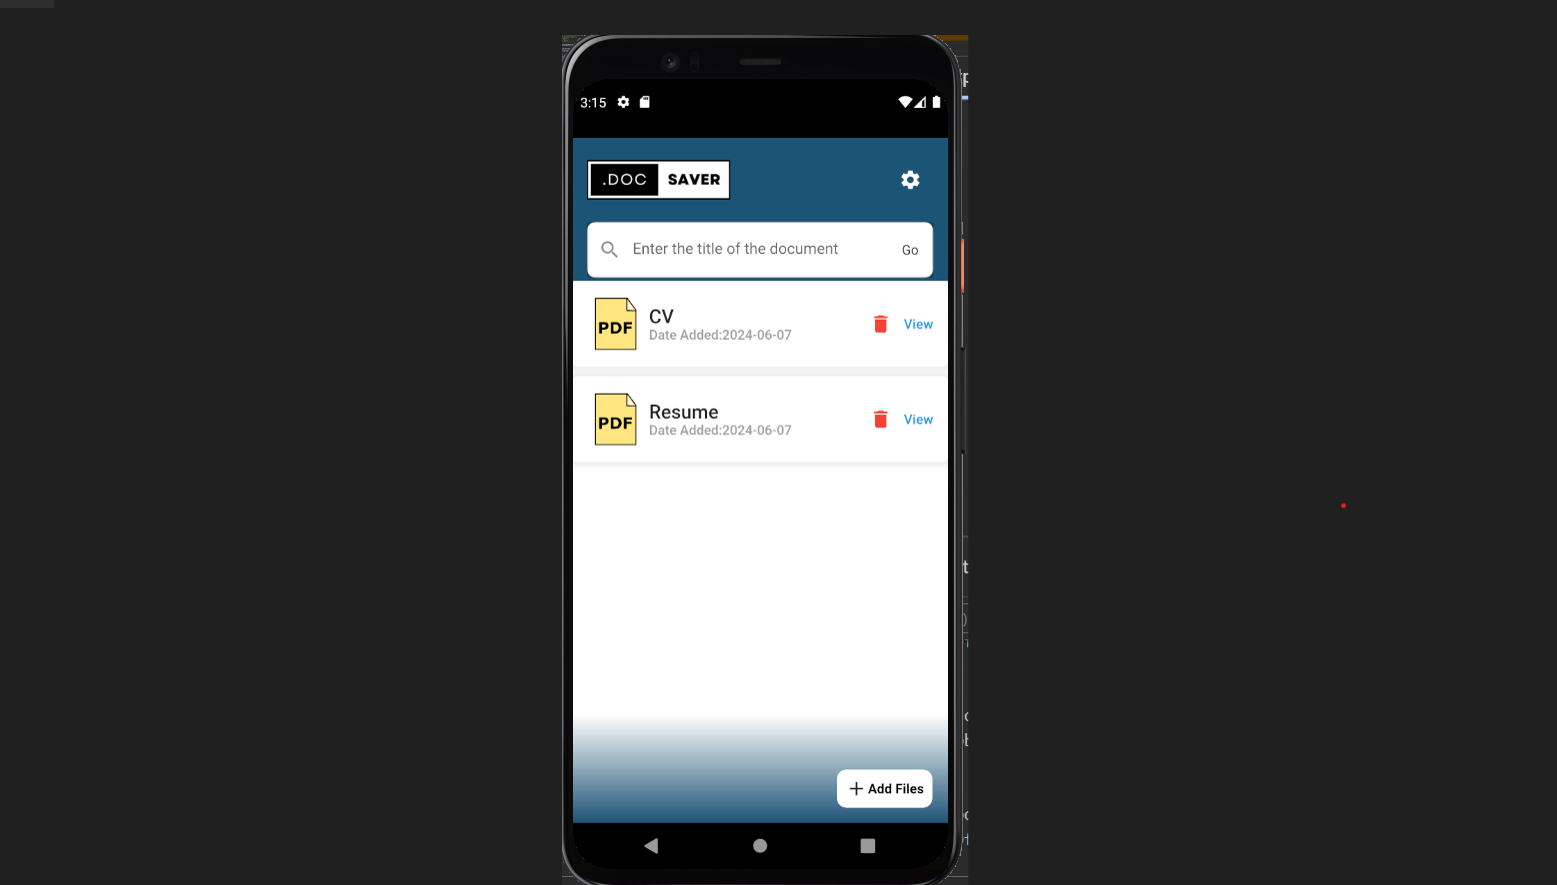 3:15
.DOC SAVER
Enter the title of the document Go
PDF CV View
Date Added:2024-06-07
PDF Resume View
Date Added:2024-06-07
+ Add Files